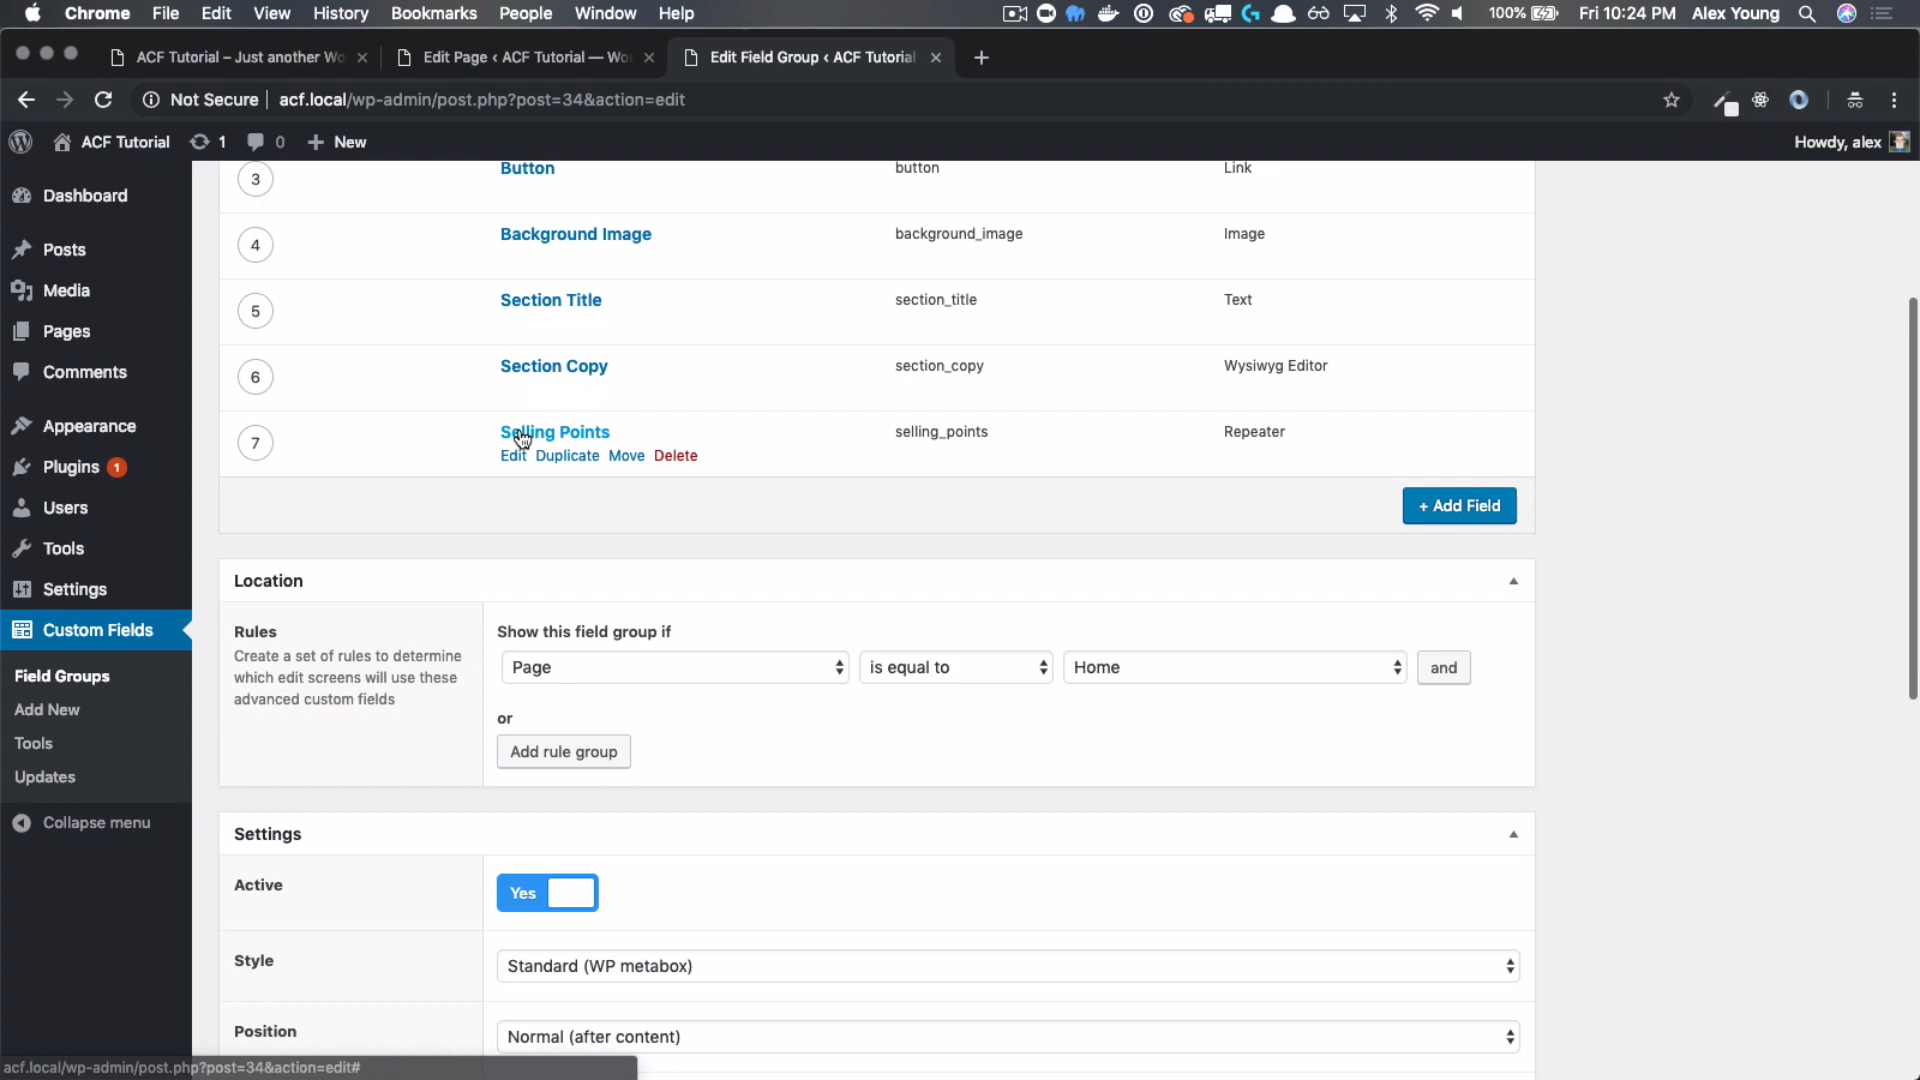 Chrome File Edit View History Bookmarks People Window Help 100% Fri 10:24 PM Alex Young
ACF Tutorial – Just another Wo
Edit Page ‹ ACF Tutorial — Wor
Edit Field Group ‹ ACF Tutorial
Not Secure | acf.local/wp-admin/post.php?post=34&action=edit
ACF Tutorial 1 0 + New Howdy, alex
Dashboard
Posts
Media
Pages
Comments
Appearance
Plugins 1
Users
Tools
Settings
Custom Fields
Field Groups
Add New
Tools
Updates
Collapse menu
3 Button button Link
4 Background Image background_image Image
5 Section Title section_title Text
6 Section Copy section_copy Wysiwyg Editor
7 Selling Points selling_points Repeater
Edit Duplicate Move Delete
+ Add Field
Location
Rules
Create a set of rules to determine
which edit screens will use these
advanced custom fields
Show this field group if
Page is equal to Home and
or
Add rule group
Settings
Active Yes
Style Standard (WP metabox)
Position Normal (after content)
acf.local/wp-admin/post.php?post=34&action=edit#